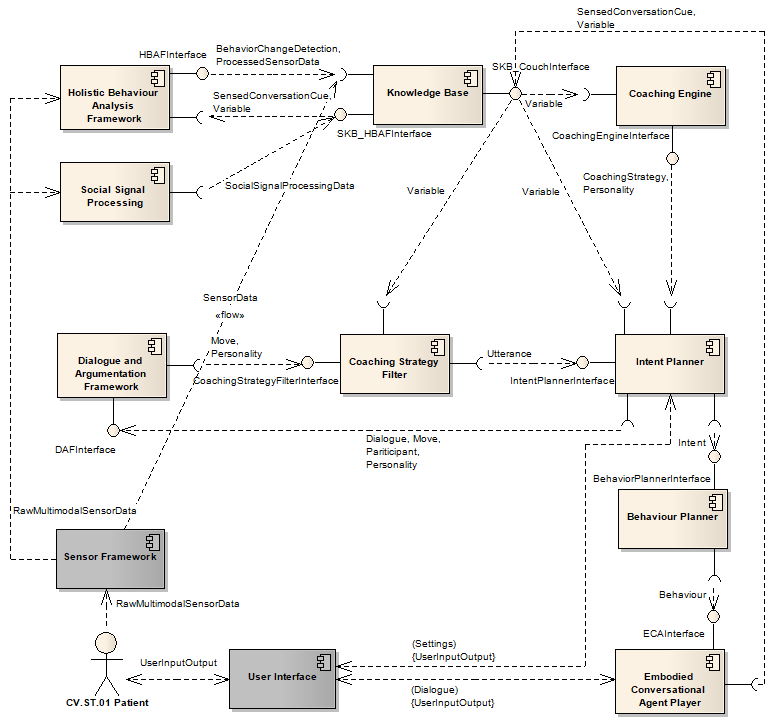 SensedConversationCue,
Variable
HBAFInterface
BehaviorChangeDetection,
ProcessedSensorData
SKB_CouchInterface
Holistic Behaviour
Analysis
Framework
SensedConversationCue,
Variable
Knowledge Base
Variable
Coaching Engine
SKB_HBAFInterface
CoachingEngineInterface
Social Signal
Processing
SocialSignalProcessingData
Variable
Variable
CoachingStrategy,
Personality
SensorData
«flow»
Move,
Personality
Dialogue and
Argumentation
Framework
CoachingStrategyFilterInterface
Coaching Strategy
Filter
Utterance
IntentPlannerInterface
Intent Planner
DAFInterface
Dialogue, Move,
Pariticipant,
Personality
Intent
BehaviorPlannerInterface
RawMultimodalSensorData
Behaviour Planner
Sensor Framework
Behaviour
RawMultimodalSensorData
ECAInterface
UserInputOutput
(Settings)
{UserInputOutput}
User Interface
(Dialogue)
{UserInputOutput}
Embodied
Conversational
Agent Player
CV.ST.01 Patient